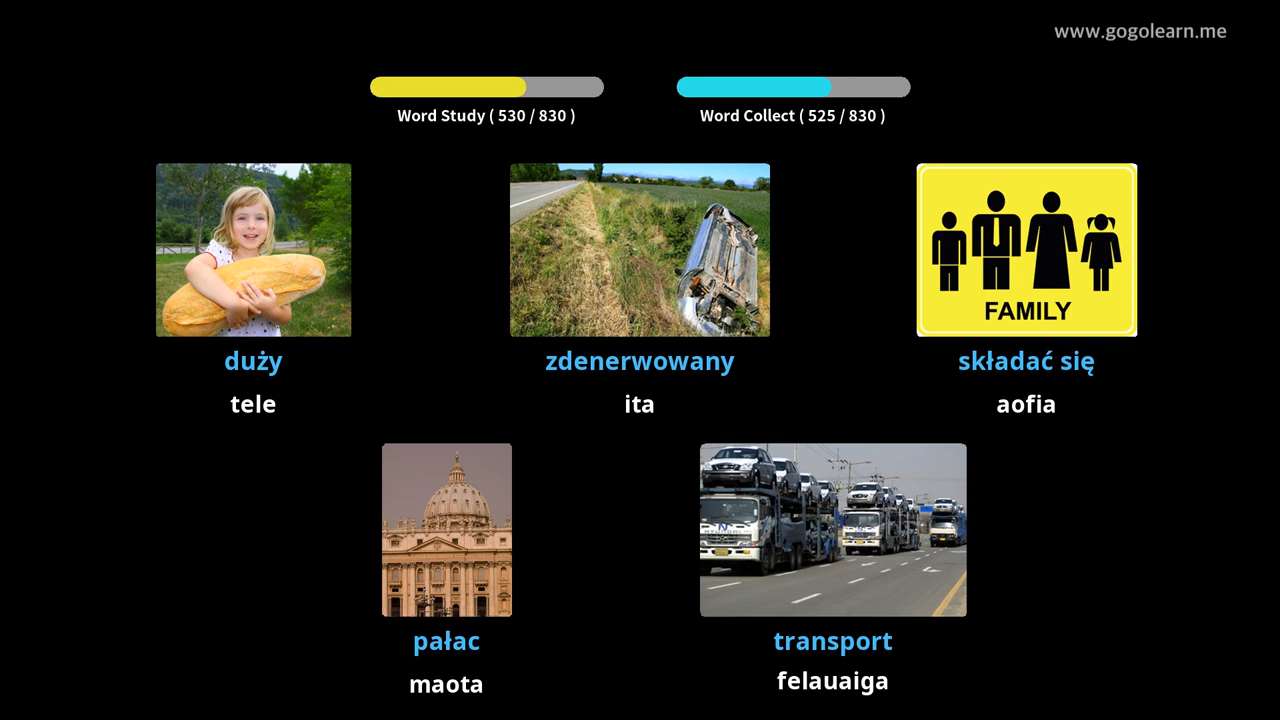 www.gogolearn.me
Word Study ( 530 / 830 )
Word Collect ( 525 / 830 )
FAMILY
duży
zdenerwowany
składać się
tele
ita
aofia
pałac
transport
maota
felauaiga